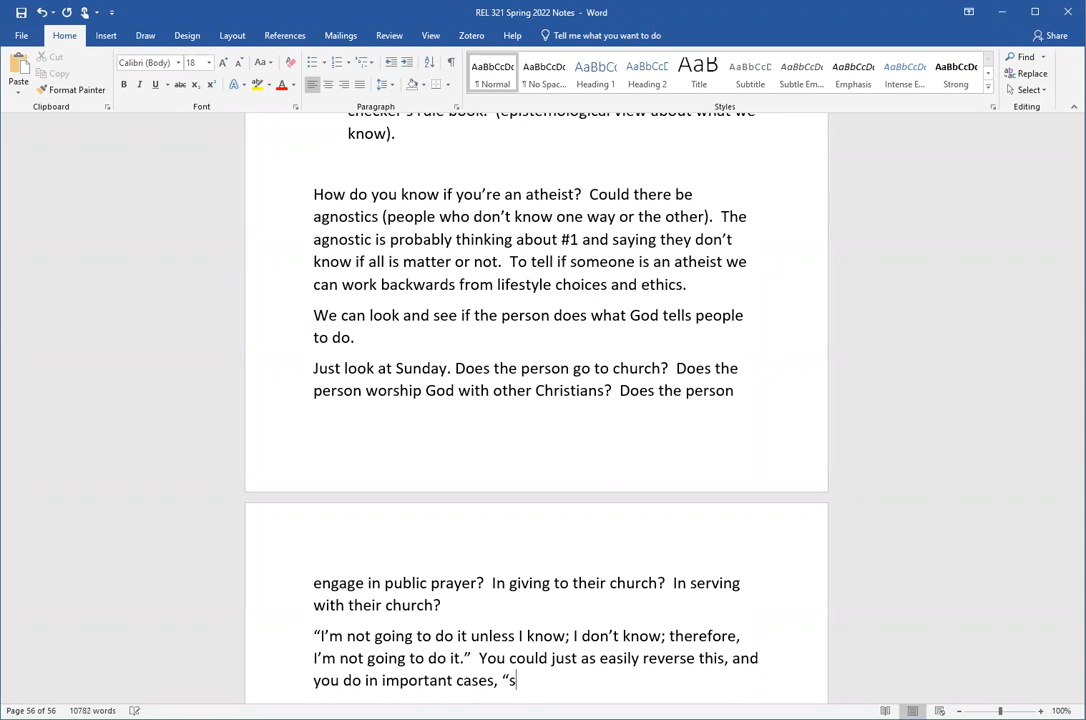 REL 321 Spring 2022 Notes - Word
File Home Insert Draw Design Layout References Mailings Review View Zotero Help Tell me what you want to do Share
Paste
Cut
Copy
Format Painter
Clipboard
Calibri (Body) 18
Font
Paragraph
AaBbCcDc AaBbCcDc AaBbCc AaBbCcD AaB AaBbCcD AaBbCcDc AaBbCcDc AaBbCcDc AaBbCcDc
¶ Normal ¶ No Spac... Heading 1 Heading 2 Title Subtitle Subtle Em... Emphasis Intense E... Strong
Styles
Find
Replace
Select
Editing
checker's rule book. (epistemological view about what we
know).
How do you know if you’re an atheist? Could there be
agnostics (people who don’t know one way or the other). The
agnostic is probably thinking about #1 and saying they don’t
know if all is matter or not. To tell if someone is an atheist we
can work backwards from lifestyle choices and ethics.
We can look and see if the person does what God tells people
to do.
Just look at Sunday. Does the person go to church? Does the
person worship God with other Christians? Does the person
engage in public prayer? In giving to their church? In serving
with their church?
“I’m not going to do it unless I know; I don’t know; therefore,
I’m not going to do it.” You could just as easily reverse this, and
you do in important cases, “s
Page 56 of 56 10782 words 100%